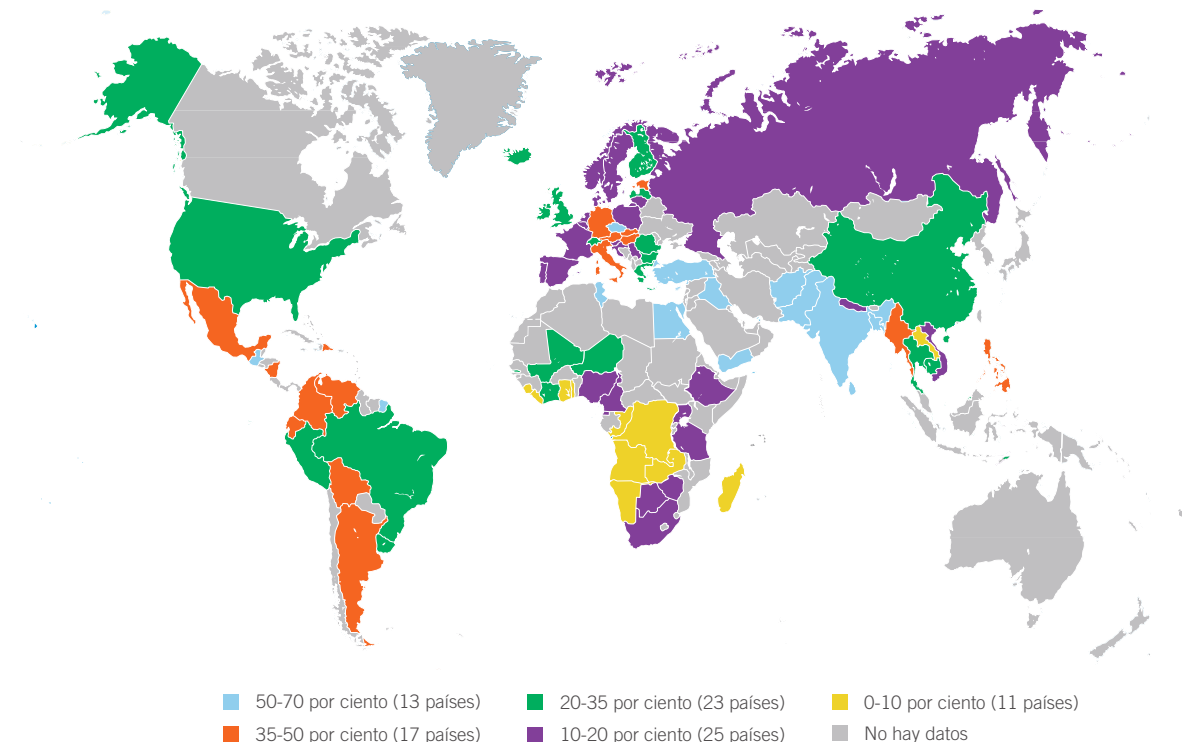 50-70 por ciento (13 países)
20-35 por ciento (23 países)
0-10 por ciento (11 países)
35-50 por ciento (17 países)
10-20 por ciento (25 países)
No hay datos